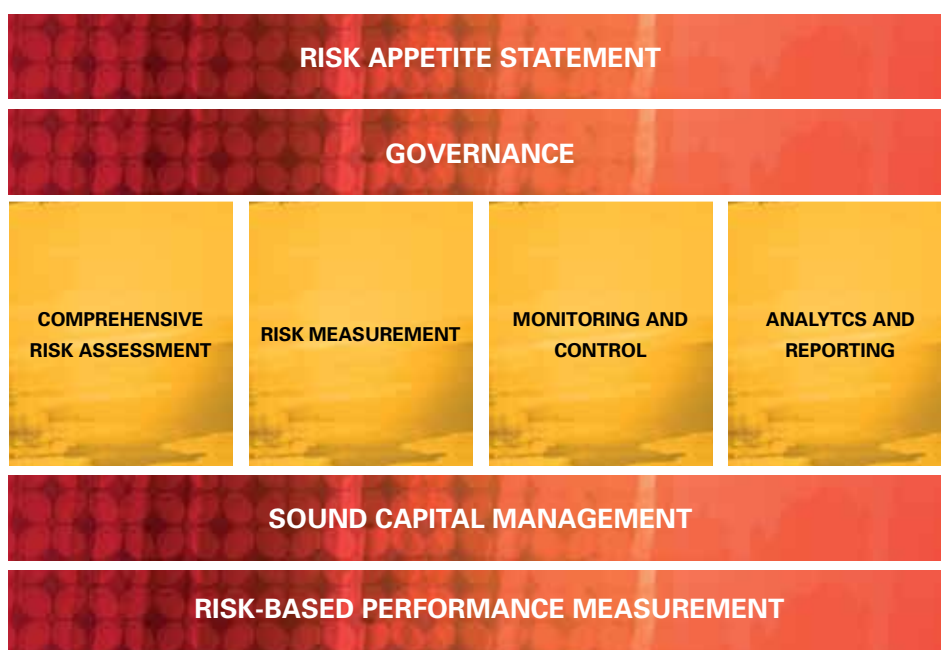 RISK APPETITE STATEMENT
GOVERNANCE
COMPREHENSIVE
RISK ASSESSMENT
RISK MEASUREMENT
MONITORING AND
CONTROL
ANALYTCS AND
REPORTING
SOUND CAPITAL MANAGEMENT
RISK-BASED PERFORMANCE MEASUREMENT